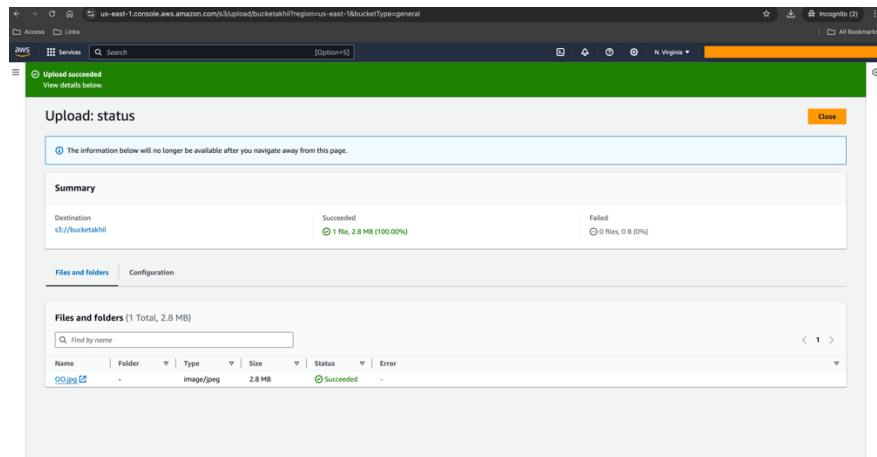 us-east-1.console.aws.amazon.com/s3/upload/bucketakhil?region=us-east-1&bucketType=general
Incognito (2)
Access Links
All Bookmarks
aws Services Search [Option+S] N. Virginia
Upload succeeded
View details below.
Upload: status
Close
The information below will no longer be available after you navigate away from this page.
Summary
Destination Succeeded Failed
s3://bucketakhil 1 file, 2.8 MB (100.00%) 0 files, 0 B (0%)
Files and folders Configuration
Files and folders (1 Total, 2.8 MB)
Find by name
1
Name Folder Type Size Status Error
OO.jpg - image/jpeg 2.8 MB Succeeded -